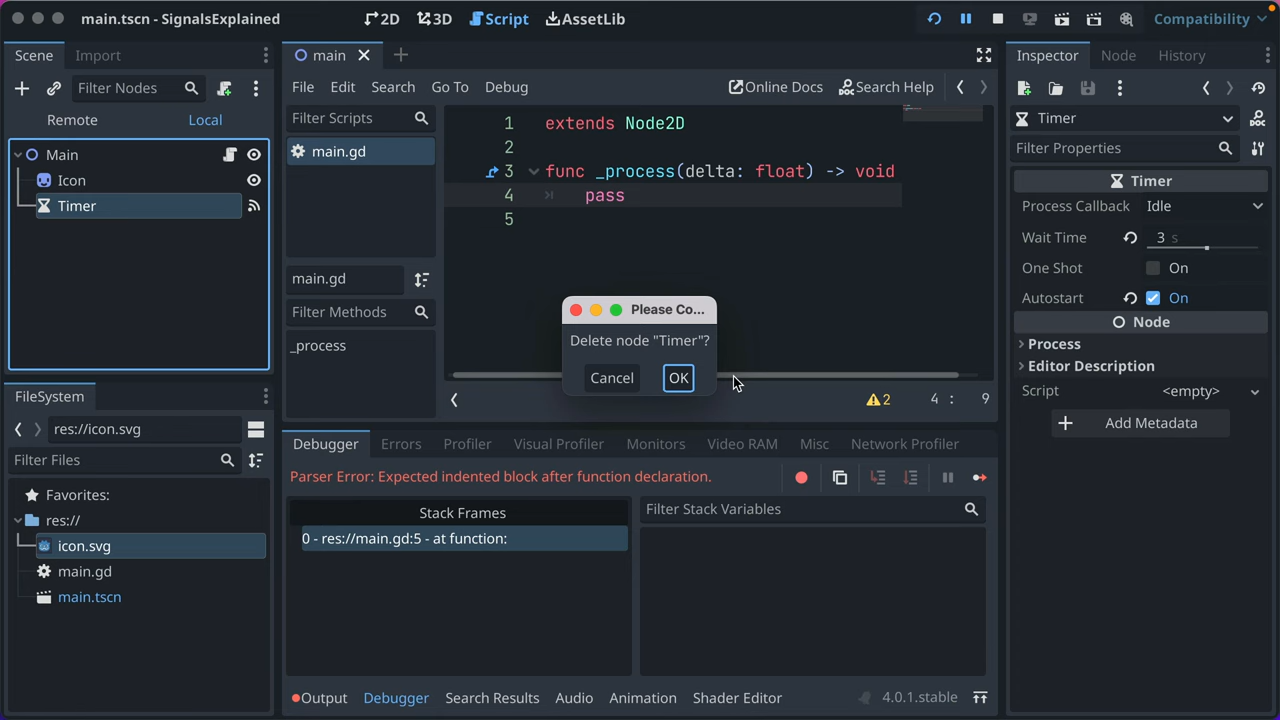 main.tscn - SignalsExplained
2D
3D
Script
AssetLib
Compatibility
Scene
Import
Filter Nodes
Remote
Local
Main
Icon
Timer
FileSystem
res://icon.svg
Filter Files
Favorites:
res://
icon.svg
main.gd
main.tscn
main
File
Edit
Search
Go To
Debug
Online Docs
Search Help
Filter Scripts
main.gd
main.gd
Filter Methods
_process
1 extends Node2D
2
3 func _process(delta: float) -> void
4 pass
5
Please Co...
Delete node "Timer"?
Cancel
OK
2
4 : 9
Debugger
Errors
Profiler
Visual Profiler
Monitors
Video RAM
Misc
Network Profiler
Parser Error: Expected indented block after function declaration.
Stack Frames
0 - res://main.gd:5 - at function:
Filter Stack Variables
Output
Debugger
Search Results
Audio
Animation
Shader Editor
4.0.1.stable
Inspector
Node
History
Timer
Filter Properties
Timer
Process Callback Idle
Wait Time 3 s
One Shot On
Autostart On
Node
Process
Editor Description
Script <empty>
Add Metadata